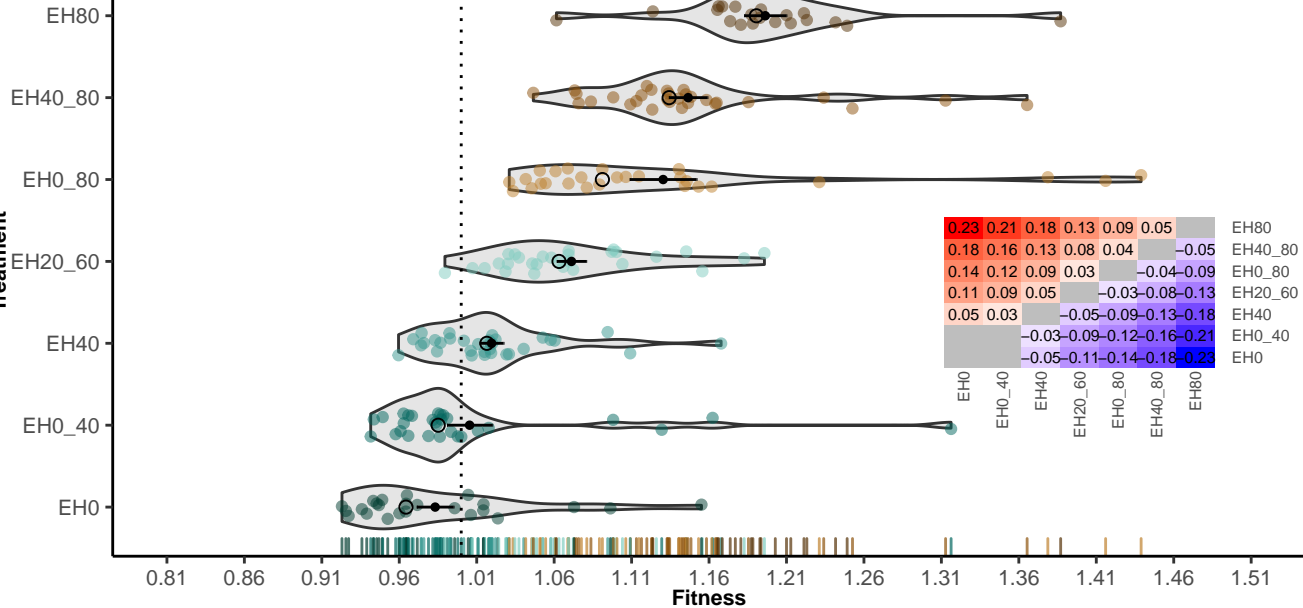 EH80
EH40_80
EH0_80
EH20_60
EH40
EH0_40
EH0
Treatment
0.23 0.21 0.18 0.13 0.09 0.05 EH80
0.18 0.16 0.13 0.08 0.04 −0.05 EH40_80
0.14 0.12 0.09 0.03 −0.04 −0.09 EH0_80
0.11 0.09 0.05 −0.03 −0.08 −0.13 EH20_60
0.05 0.03 −0.05 −0.09 −0.13 −0.18 EH40
−0.03 −0.09 −0.12 −0.16 −0.21 EH0_40
−0.05 −0.11 −0.14 −0.18 −0.23 EH0
EH0
EH0_40
EH40
EH20_60
EH0_80
EH40_80
EH80
0.81 0.86 0.91 0.96 1.01 1.06 1.11 1.16 1.21 1.26 1.31 1.36 1.41 1.46 1.51
Fitness